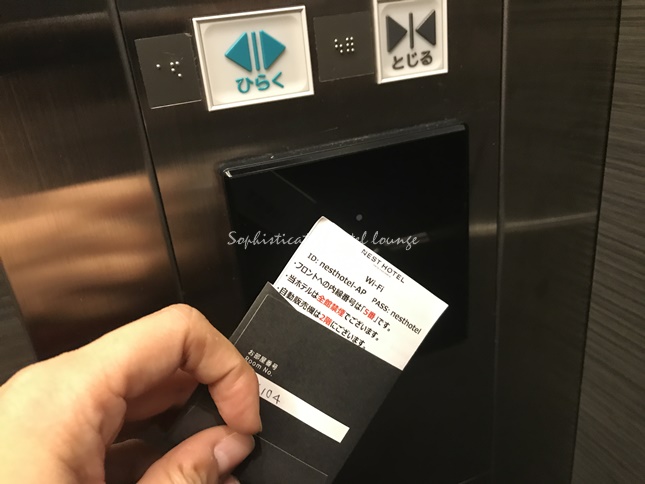 ひらく
とじる
NEST HOTEL
Wi-Fi
ID: nesthotel-AP PASS: nesthotel
・フロントへの内線番号は「5番」です。
・当ホテルは全館禁煙でございます。
・自動販売機は2階にございます。
お部屋番号
Room No.
104
lounge